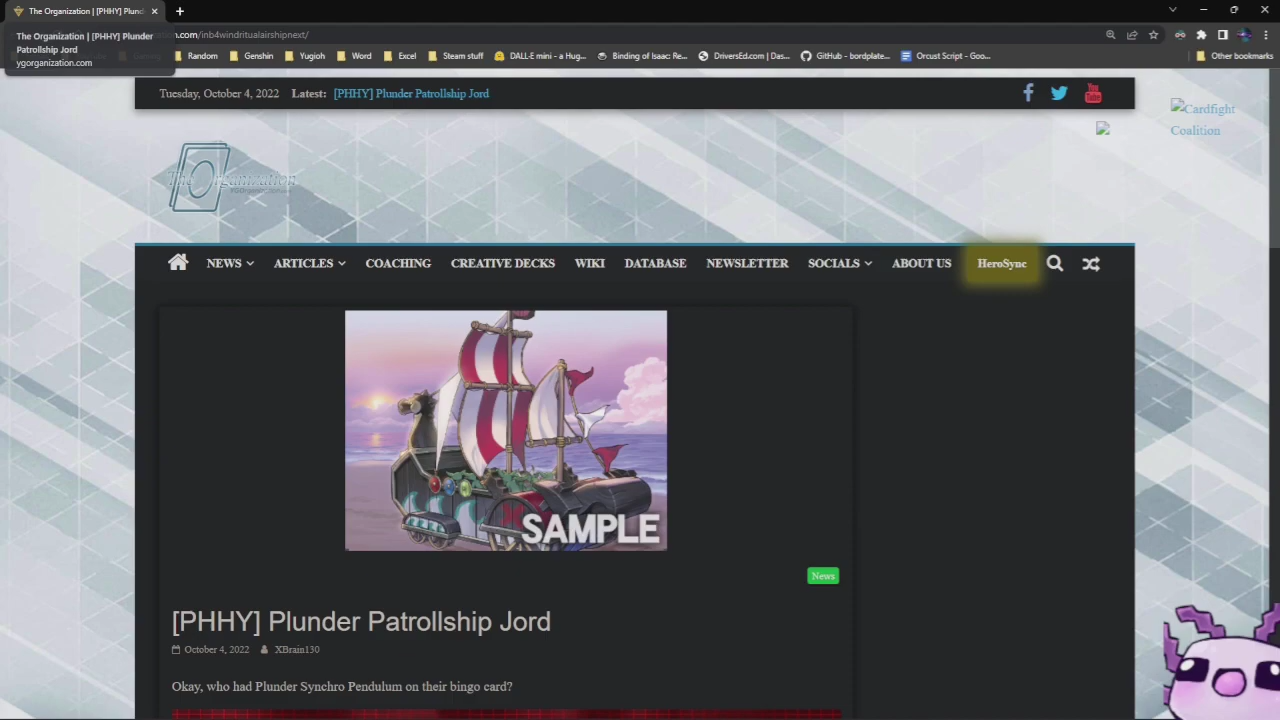 The Organization | [PHHY] Plund
The Organization | [PHHY] Plunder
Patrollship Jord
ygorganization.com
ation.com/inb4windritualairshipnext/
Random Genshin Yugioh Word Excel Steam stuff DALL-E mini - a Hug... Binding of Isaac: Re... DriversEd.com | Das... GitHub - bordplate... Orcust Script - Goo... Other bookmarks
Tuesday, October 4, 2022 Latest: [PHHY] Plunder Patrollship Jord
Cardfight
Coalition
The Organization
NEWS ARTICLES COACHING CREATIVE DECKS WIKI DATABASE NEWSLETTER SOCIALS ABOUT US HeroSync
SAMPLE
News
[PHHY] Plunder Patrollship Jord
October 4, 2022 XBrain130
Okay, who had Plunder Synchro Pendulum on their bingo card?